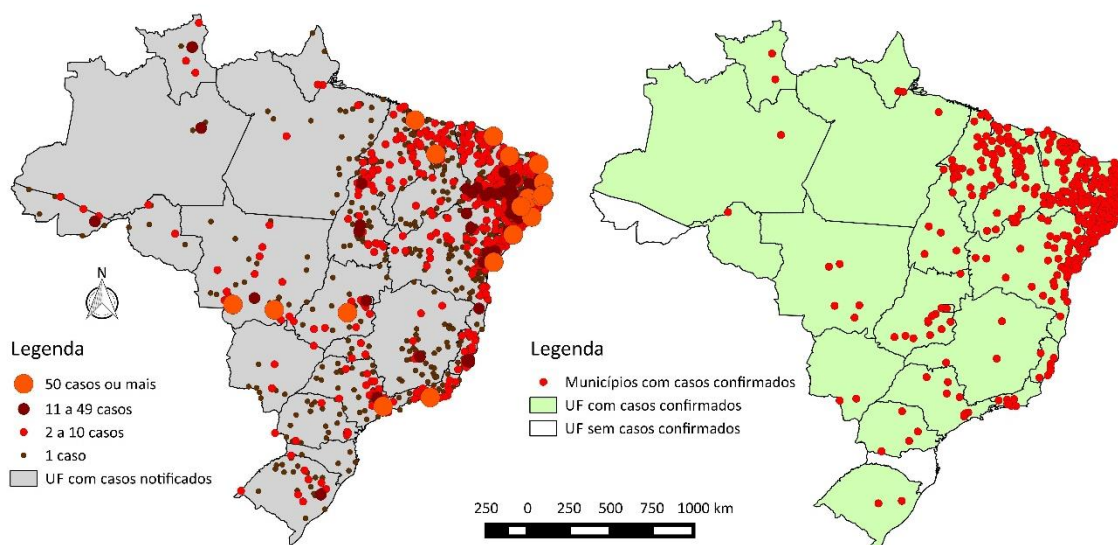 N
Legenda
50 casos ou mais
11 a 49 casos
2 a 10 casos
1 caso
UF com casos notificados
Legenda
Municípios com casos confirmados
UF com casos confirmados
UF sem casos confirmados
250 0 250 500 750 1000 km